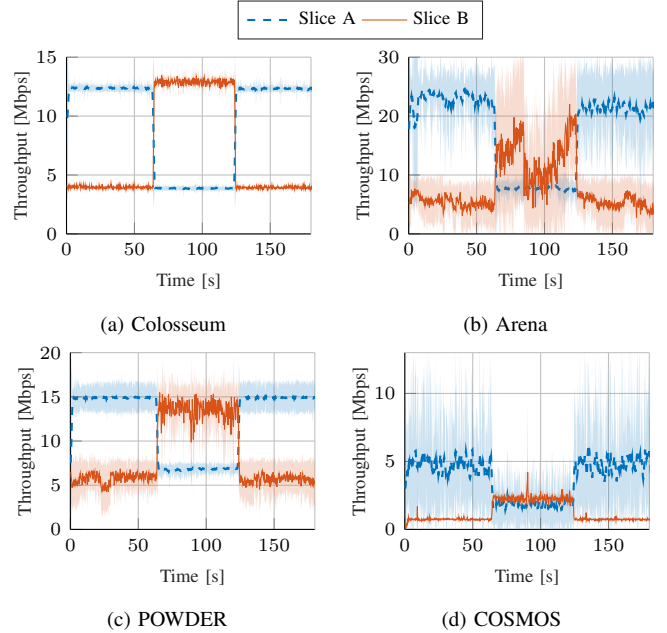 Slice A Slice B
15
10
5
0
0 50 100 150
Throughput [Mbps]
Time [s]
(a) Colosseum
30
20
10
0
0 50 100 150
Throughput [Mbps]
Time [s]
(b) Arena
20
15
10
5
0
0 50 100 150
Throughput [Mbps]
Time [s]
(c) POWDER
10
5
0
0 50 100 150
Throughput [Mbps]
Time [s]
(d) COSMOS